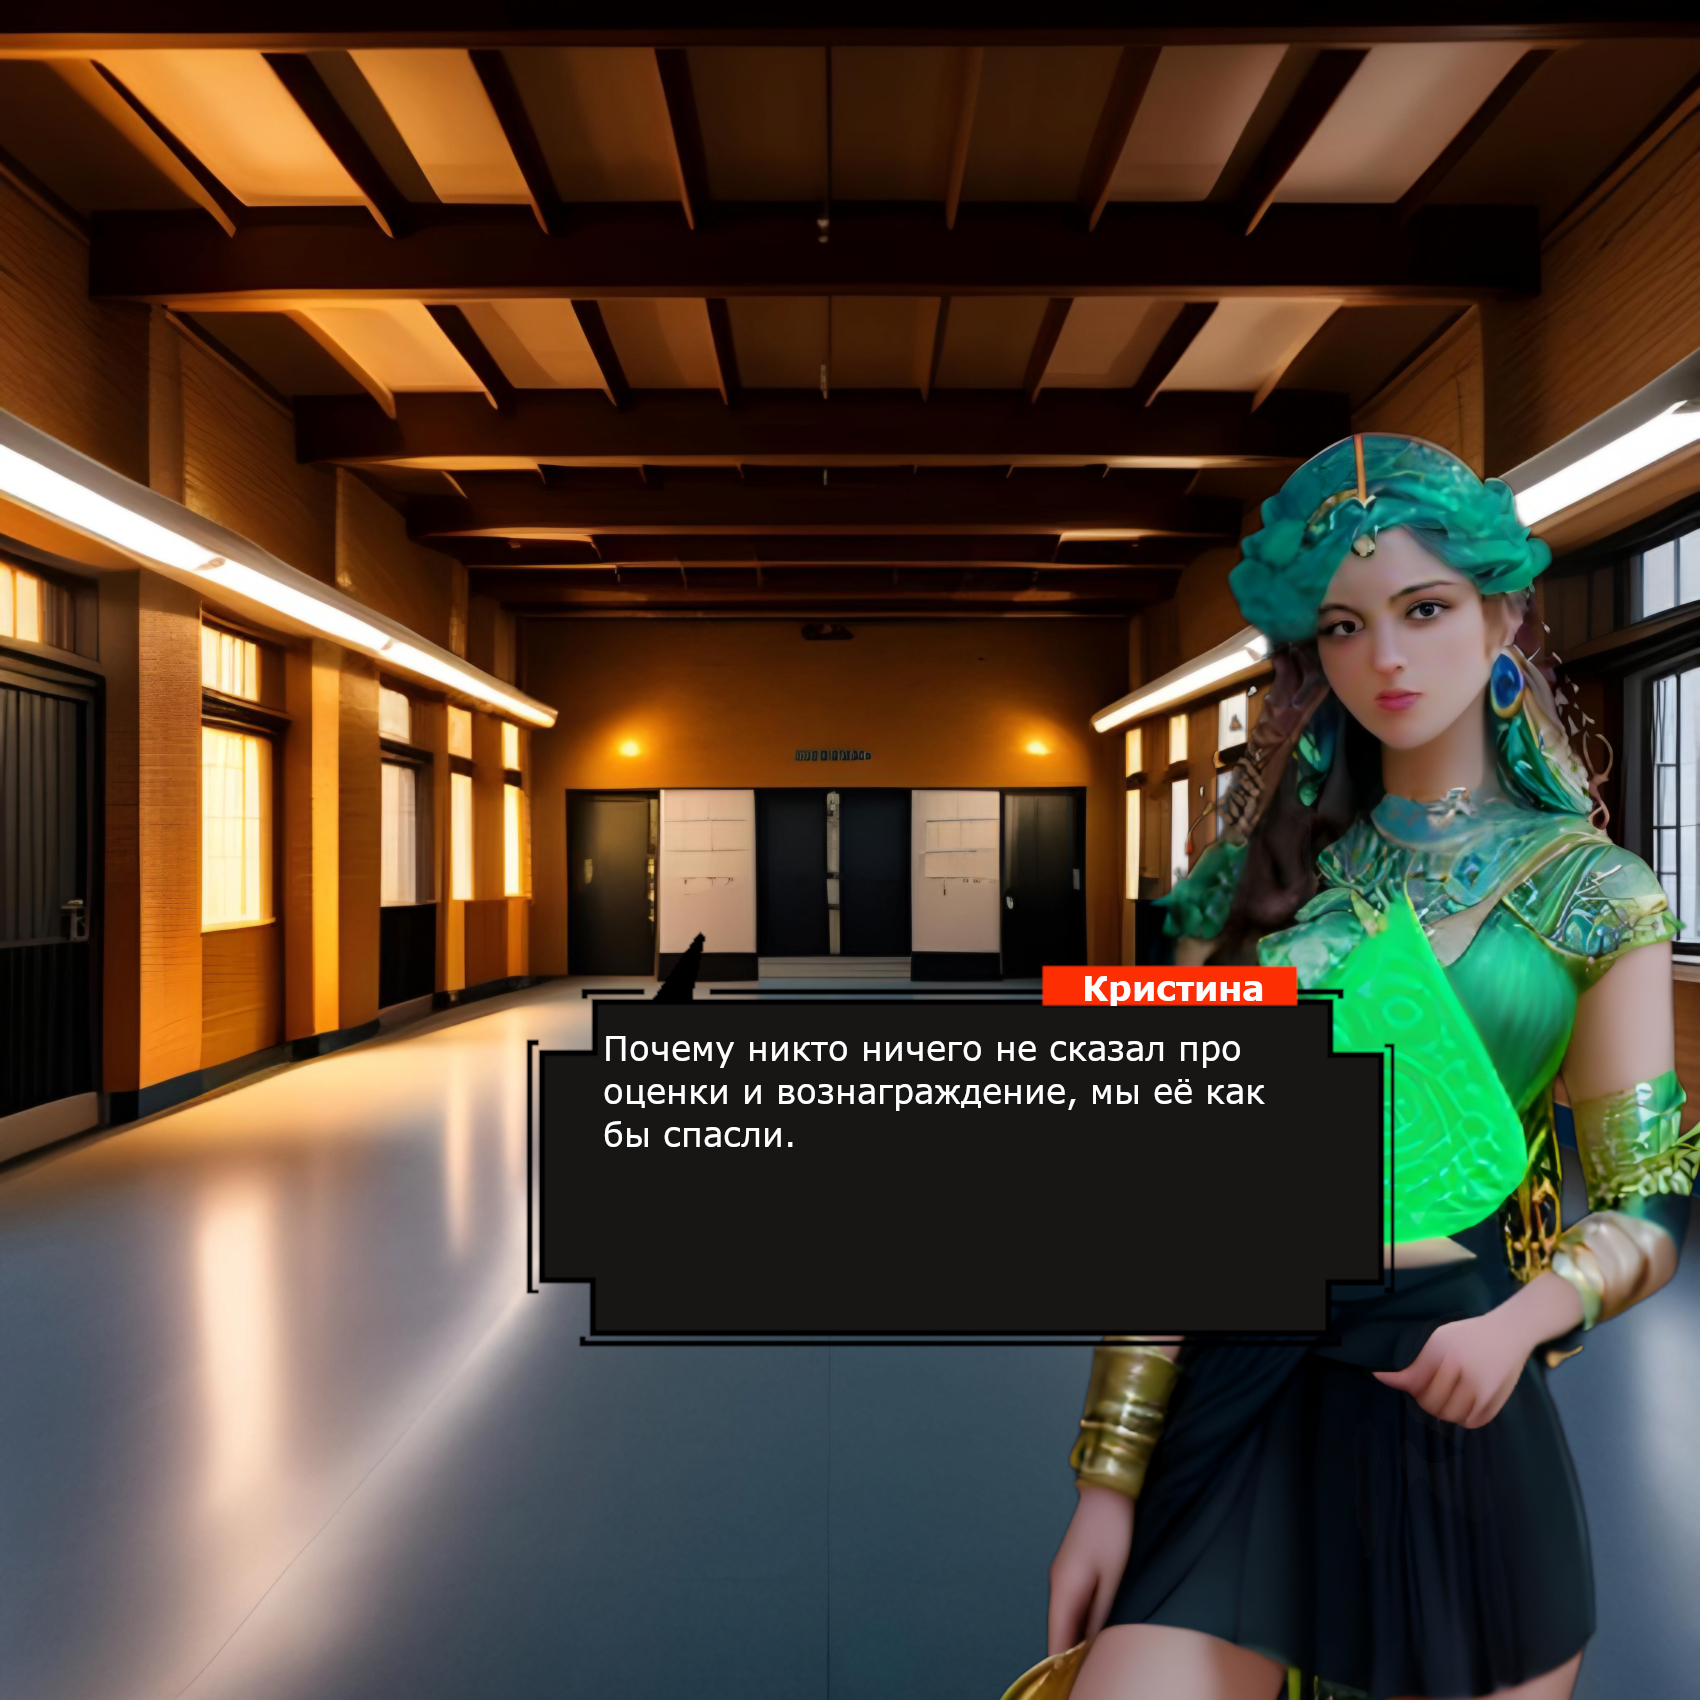 Кристина
Почему никто ничего не сказал про
оценки и вознаграждение, мы её как
бы спасли.